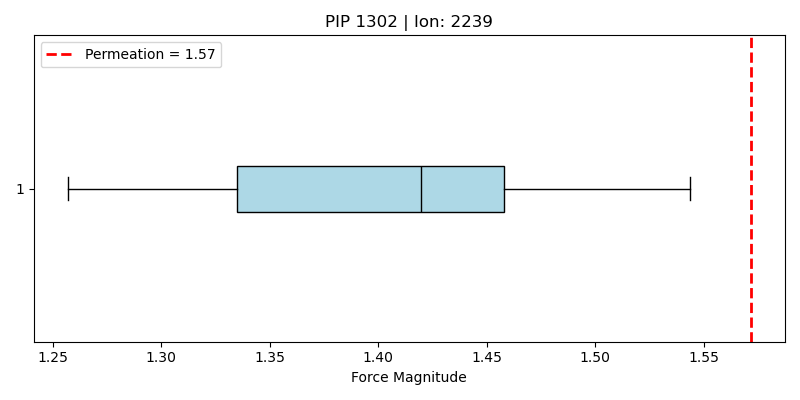 PIP 1302 | lon: 2239
Permeation = 1.57
1
1.25 1.30 1.35 1.40 1.45 1.50 1.55
Force Magnitude